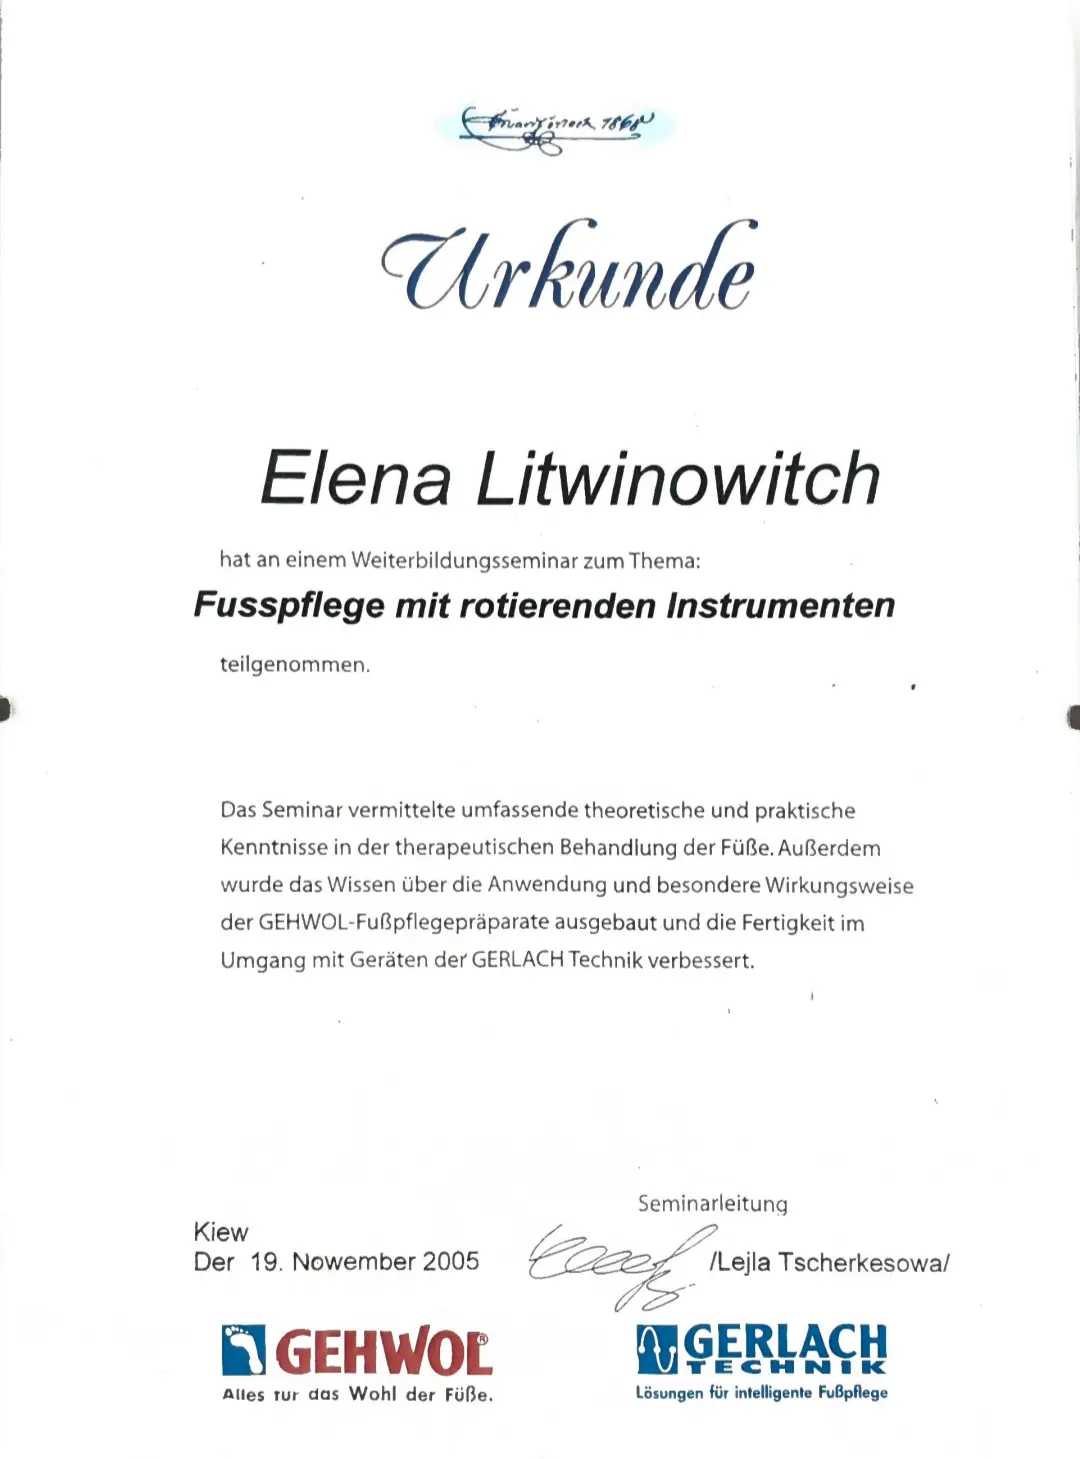 1868
Urkunde
Elena Litwinowitch
hat an einem Weiterbildungsseminar zum Thema:
Fusspflege mit rotierenden Instrumenten
teilgenommen.
Das Seminar vermittelte umfassende theoretische und praktische
Kenntnisse in der therapeutischen Behandlung der Füße. Außerdem
wurde das Wissen über die Anwendung und besondere Wirkungsweise
der GEHWOL-Fußpflegepräparate ausgebaut und die Fertigkeit im
Umgang mit Geräten der GERLACH Technik verbessert.
Seminarleitung
Kiew
Der 19. Nowember 2005 /Lejla Tscherkesowa/
GEHWOL®
Alles für das Wohl der Füße.
GERLACH
TECHNIK
Lösungen für intelligente Fußpflege